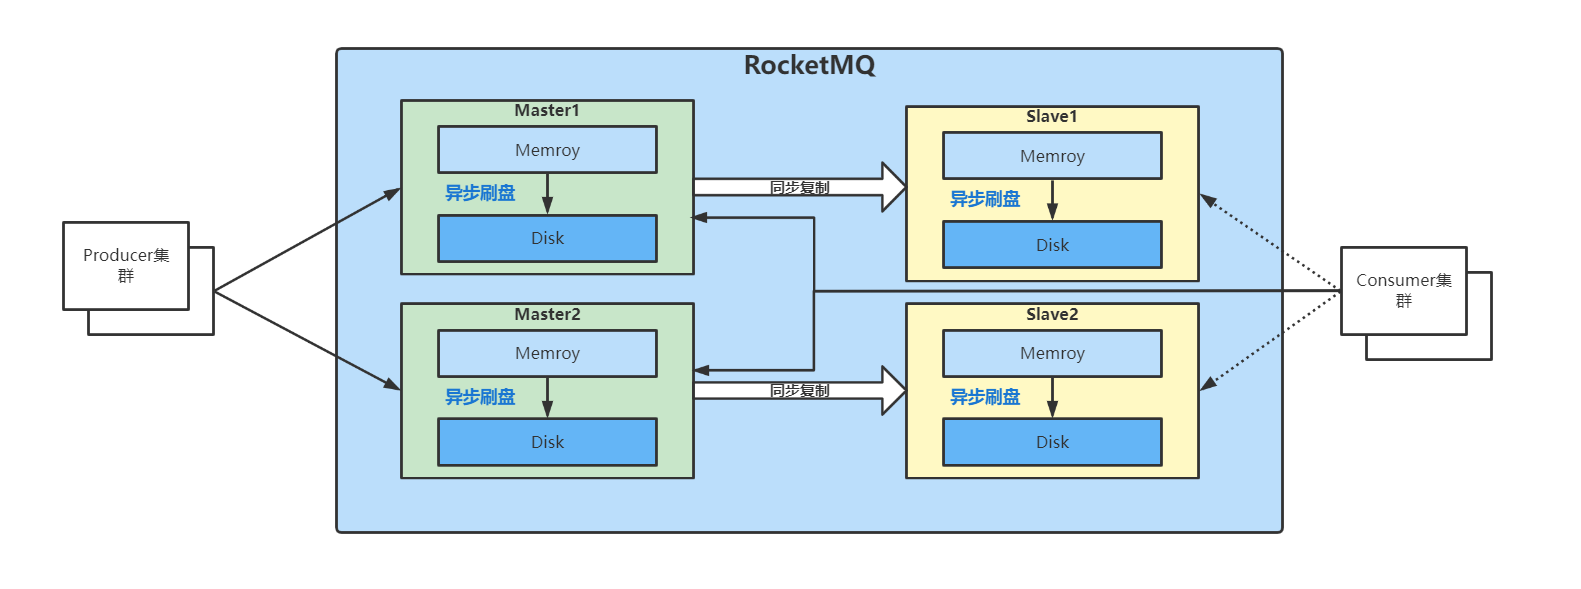 RocketMQ
Master1
Memroy
异步刷盘
Disk
同步复制
Slave1
Memroy
异步刷盘
Disk
Producer集
群
Consumer集
群
Master2
Memroy
异步刷盘
Disk
同步复制
Slave2
Memroy
异步刷盘
Disk